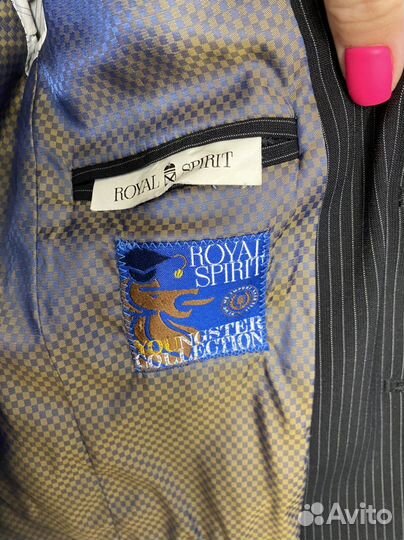 ROYAL SPIRIT
ROYAL
SPIRIT
YOUNGSTER
COLLECTION
Avito